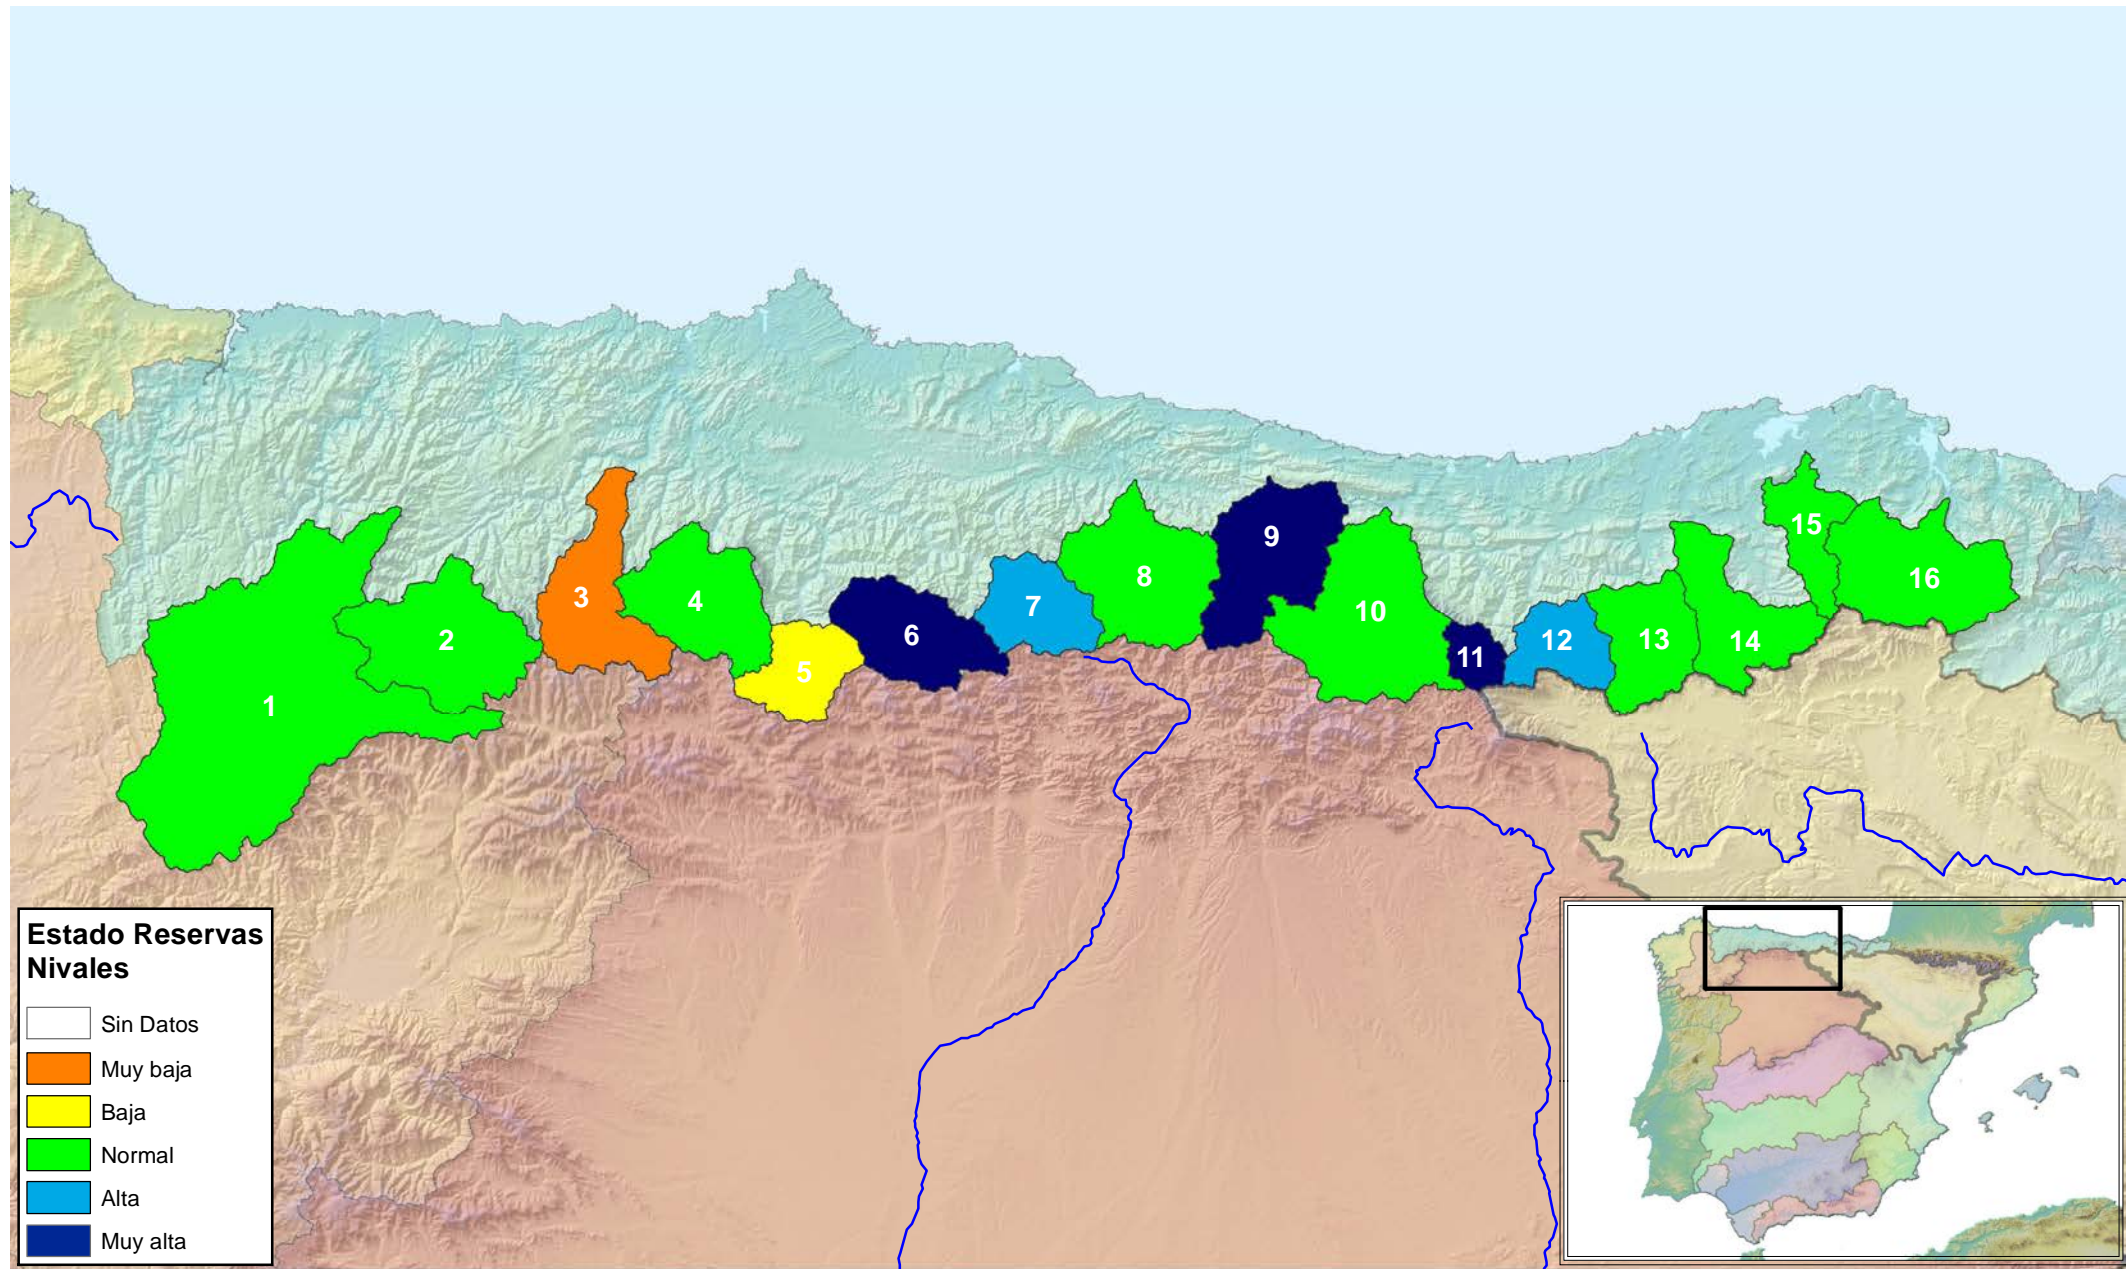 1
2
3
4
5
6
7
8
9
10
11
12
13
14
15
16
Estado Reservas
Nivales
Sin Datos
Muy baja
Baja
Normal
Alta
Muy alta